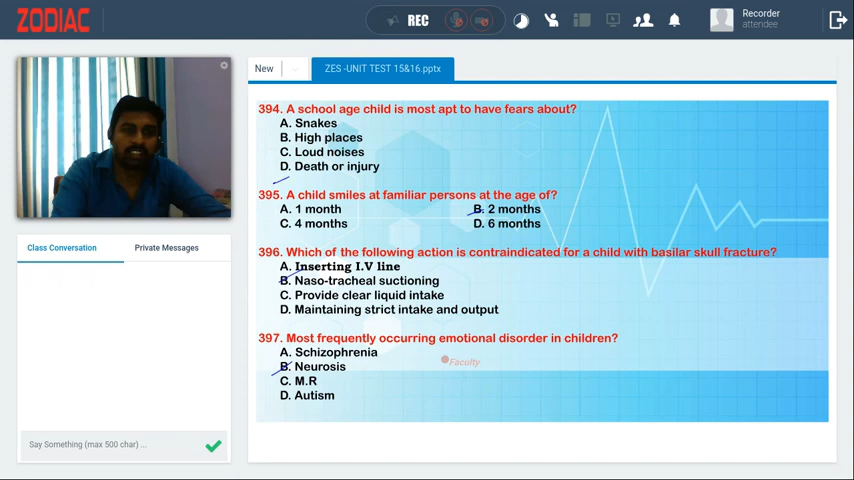 ZODIAC
REC
Recorder
attendee
New
ZES -UNIT TEST 15&16.pptx
394. A school age child is most apt to have fears about?
A. Snakes
B. High places
C. Loud noises
D. Death or injury
395. A child smiles at familiar persons at the age of?
A. 1 month
B. 2 months
C. 4 months
D. 6 months
396. Which of the following action is contraindicated for a child with basilar skull fracture?
A. Inserting I.V line
B. Naso-tracheal suctioning
C. Provide clear liquid intake
D. Maintaining strict intake and output
397. Most frequently occurring emotional disorder in children?
A. Schizophrenia
B. Neurosis
C. M.R
D. Autism
Faculty
Class Conversation
Private Messages
Say Something (max 500 char) ...